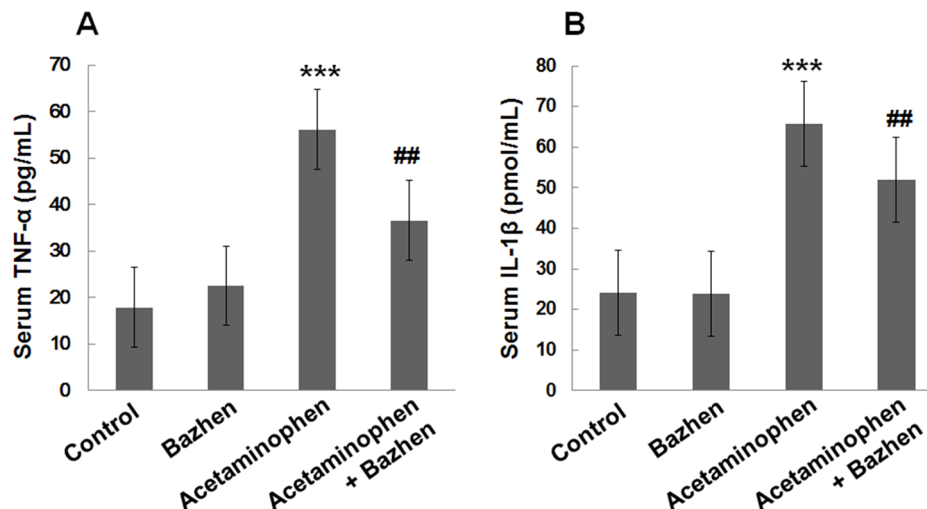 A
Serum TNF-α (pg/mL)
70
60
50
40
30
20
10
0
***
##
Control
Bazhen
Acetaminophen
Acetaminophen
+ Bazhen
B
Serum IL-1β (pmol/mL)
80
70
60
50
40
30
20
10
0
***
##
Control
Bazhen
Acetaminophen
Acetaminophen
+ Bazhen